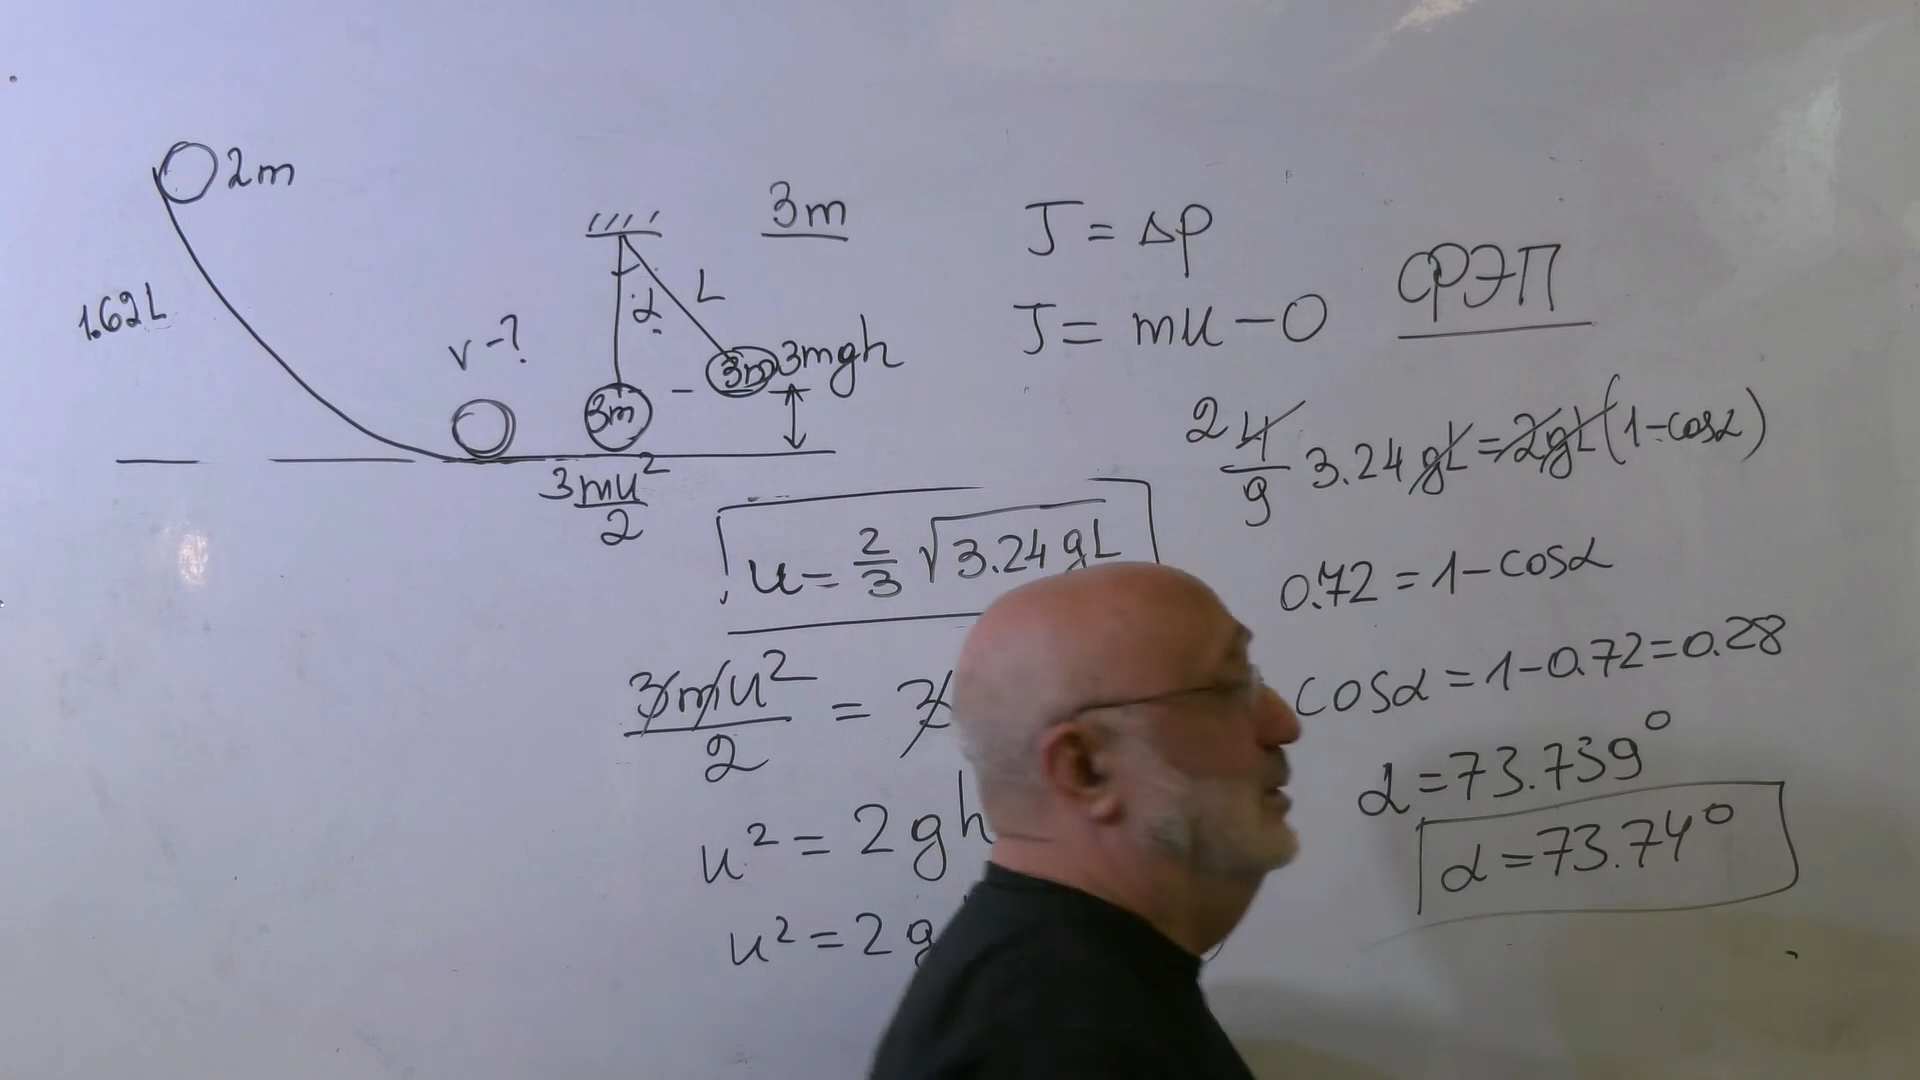 2m
1.62L
v-?
α
L
3m
3m
3mgh
3mu²/2
3m
J = Δp
J = mu - 0
СРЭП
u = 2/3 √3.24 gL
3mu²/2 = 3
u² = 2gh
u² = 2g
2 4/9 3.24 gL = 2gL(1-cosα)
0.72 = 1-cosα
cosα = 1-0.72=0.28
α = 73.739°
α = 73.74°